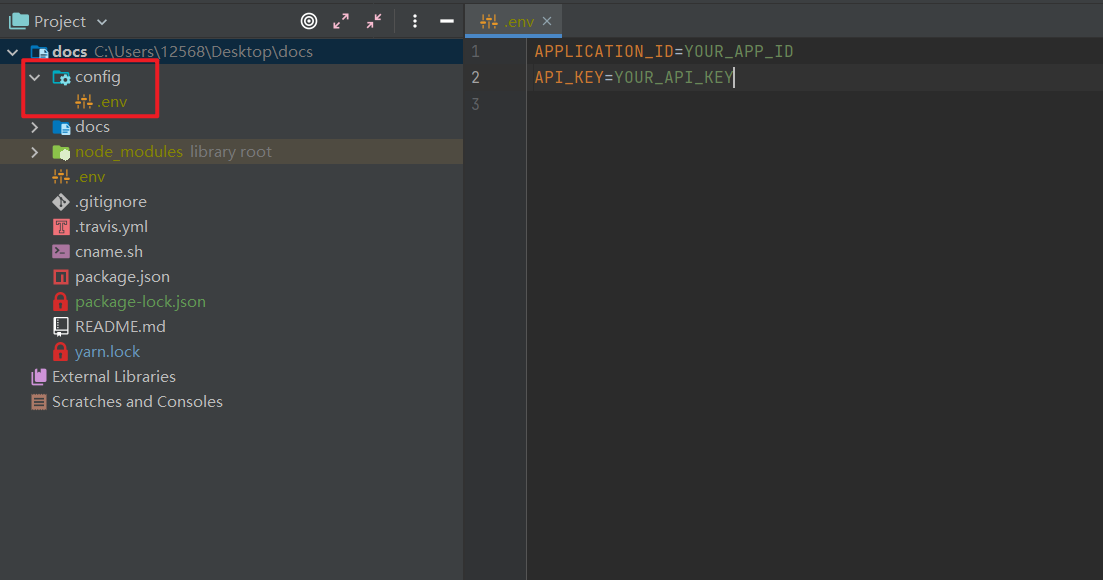 Project
docs C:\Users\12568\Desktop\docs
config
.env
docs
node_modules library root
.env
.gitignore
.travis.yml
cname.sh
package.json
package-lock.json
README.md
yarn.lock
External Libraries
Scratches and Consoles
.env
1 APPLICATION_ID=YOUR_APP_ID
2 API_KEY=YOUR_API_KEY
3